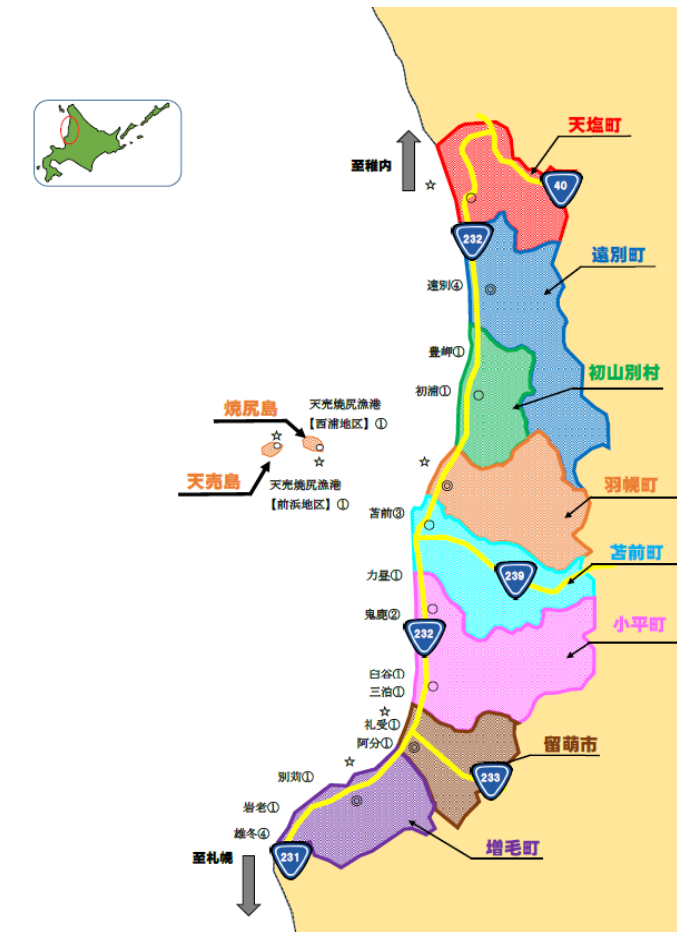 天塩町
至稚内
☆
40
232
遠別町
遠別④
豊岬①
初山別村
初浦①
焼尻島
天売焼尻漁港
【西浦地区】①
☆
☆
☆
天売島
天売焼尻漁港
【前浜地区】①
羽幌町
苫前③
苫前町
力昼①
239
鬼鹿②
小平町
232
臼谷①
三泊①
☆
礼受①
阿分①
留萌市
☆
別苅①
233
岩老①
雄冬④
増毛町
至札幌
231